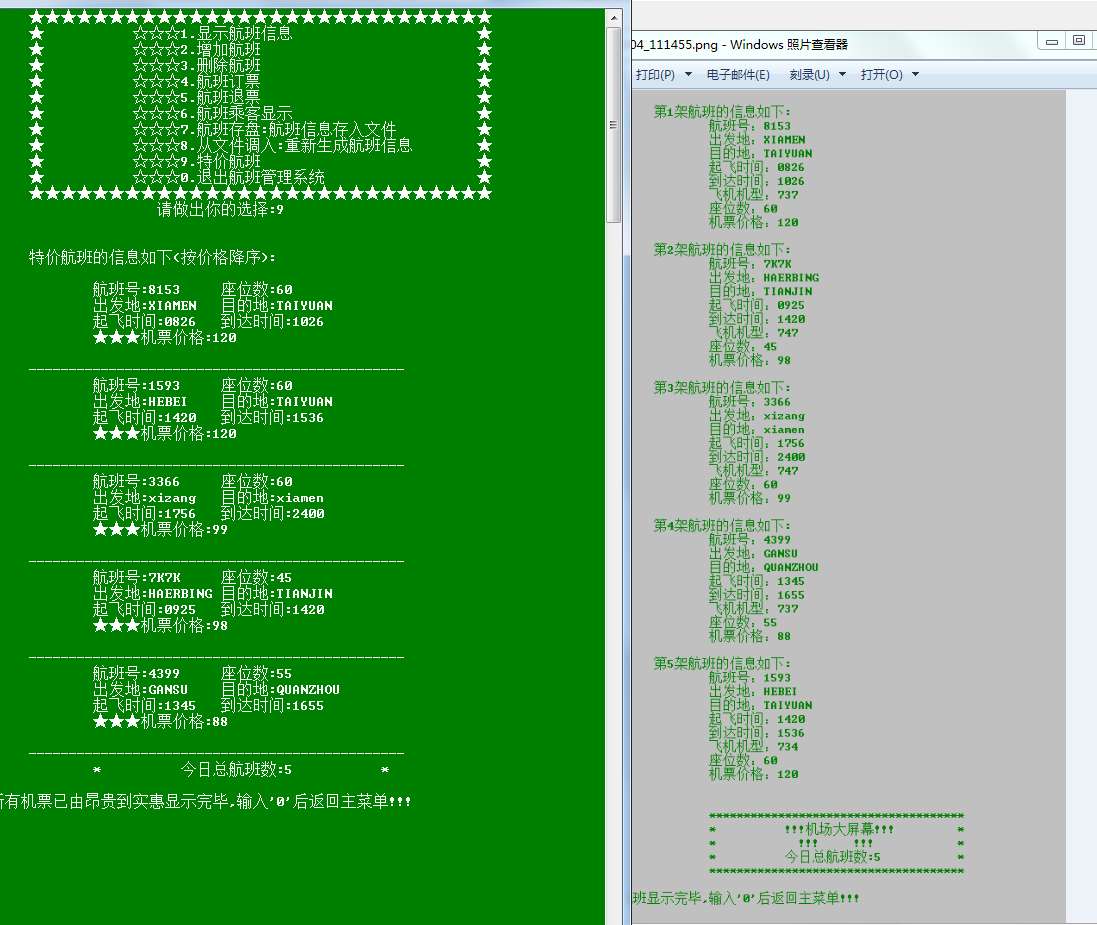 ★★★★★★★★★★★★★★★★★★★★★★★★★★★★★
★ ☆☆☆1.显示航班信息 ★
★ ☆☆☆2.增加航班 ★
★ ☆☆☆3.删除航班 ★
★ ☆☆☆4.航班订票 ★
★ ☆☆☆5.航班退票 ★
★ ☆☆☆6.航班乘客显示 ★
★ ☆☆☆7.航班存盘:航班信息存入文件 ★
★ ☆☆☆8.从文件调入:重新生成航班信息 ★
★ ☆☆☆9.特价航班 ★
★ ☆☆☆0.退出航班管理系统 ★
★★★★★★★★★★★★★★★★★★★★★★★★★★★★★
请做出你的选择:9
特价航班的信息如下(按价格降序):
航班号:8153 座位数:60
出发地:XIAMEN 目的地:TAIYUAN
起飞时间:0826 到达时间:1026
★★★机票价格:120
航班号:1593 座位数:60
出发地:HEBEI 目的地:TAIYUAN
起飞时间:1420 到达时间:1536
★★★机票价格:120
航班号:3366 座位数:60
出发地:xizang 目的地:xiamen
起飞时间:1756 到达时间:2400
★★★机票价格:99
航班号:7K7K 座位数:45
出发地:HAERBING 目的地:TIANJIN
起飞时间:0925 到达时间:1420
★★★机票价格:98
航班号:4399 座位数:55
出发地:GANSU 目的地:QUANZHOU
起飞时间:1345 到达时间:1655
★★★机票价格:88
* 今日总航班数:5 *
所有机票已由昂贵到实惠显示完毕,输入'0'后返回主菜单!!!
04_111455.png - Windows 照片查看器
打印(P) 电子邮件(E) 刻录(U) 打开(O)
第1架航班的信息如下:
航班号: 8153
出发地: XIAMEN
目的地: TAIYUAN
起飞时间: 0826
到达时间: 1026
飞机机型: 737
座位数: 60
机票价格: 120
第2架航班的信息如下:
航班号: 7K7K
出发地: HAERBING
目的地: TIANJIN
起飞时间: 0925
到达时间: 1420
飞机机型: 747
座位数: 45
机票价格: 98
第3架航班的信息如下:
航班号: 3366
出发地: xizang
目的地: xiamen
起飞时间: 1756
到达时间: 2400
飞机机型: 747
座位数: 60
机票价格: 99
第4架航班的信息如下:
航班号: 4399
出发地: GANSU
目的地: QUANZHOU
起飞时间: 1345
到达时间: 1655
飞机机型: 737
座位数: 55
机票价格: 88
第5架航班的信息如下:
航班号: 1593
出发地: HEBEI
目的地: TAIYUAN
起飞时间: 1420
到达时间: 1536
飞机机型: 734
座位数: 60
机票价格: 120
*************************************
* !!!机场大屏幕!!! *
* !!! !!! *
* 今日总航班数:5 *
*************************************
班显示完毕,输入'0'后返回主菜单!!!